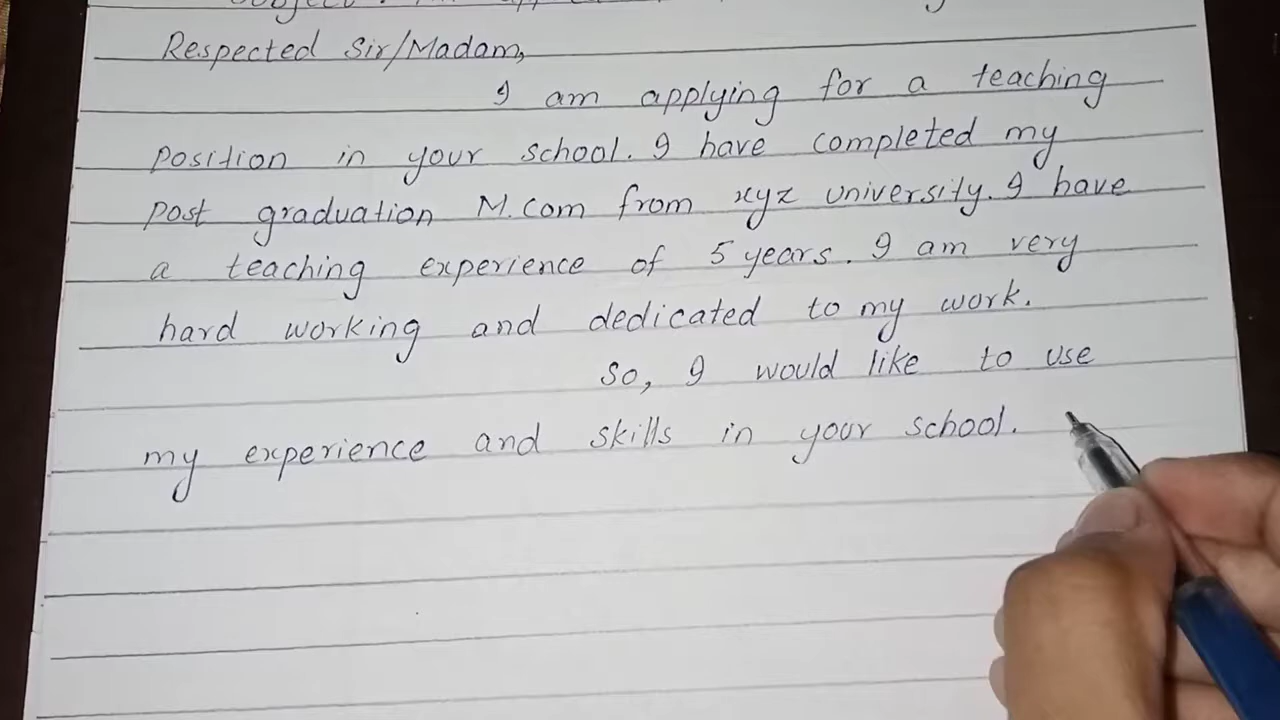 Respected Sir/Madam,
I am applying for a teaching
position in your school. I have completed my
post graduation M.Com from xyz university. I have
a teaching experience of 5 years. I am very
hard working and dedicated to my work.
So, I would like to use
my experience and skills in your school.